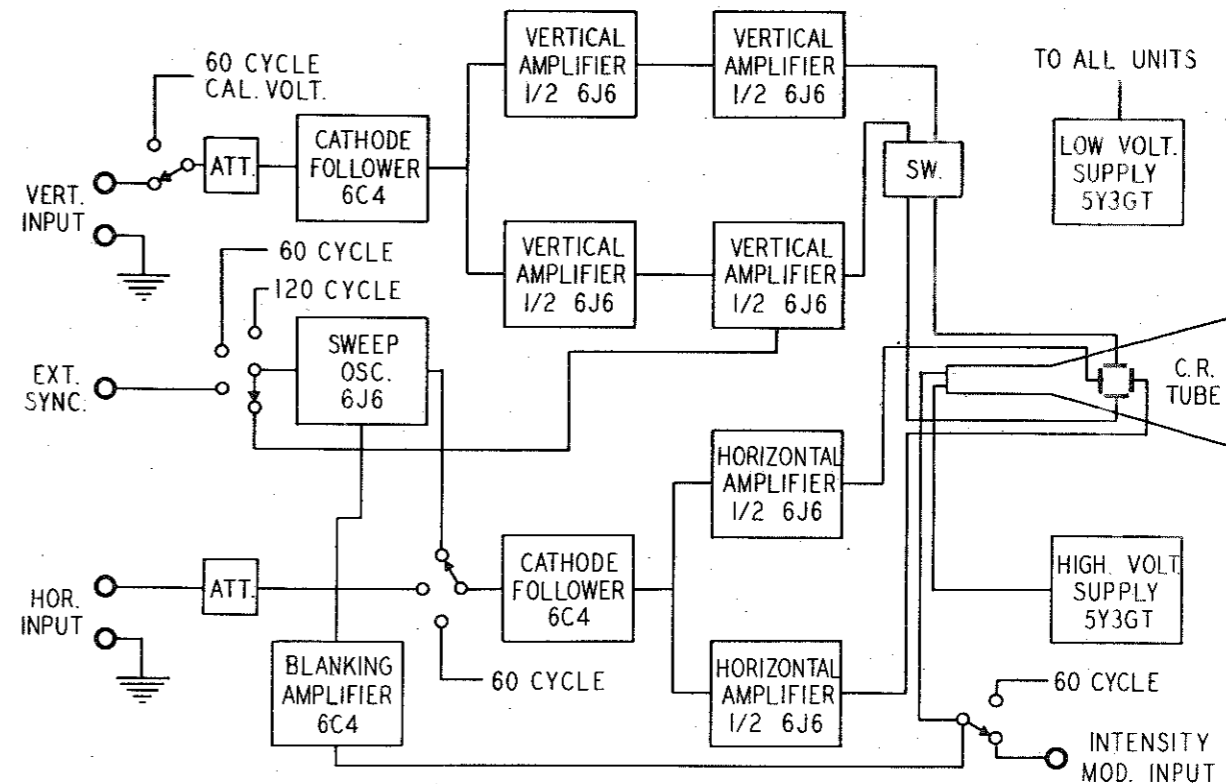 60 CYCLE
CAL. VOLT.
VERTICAL
AMPLIFIER
1/2 6J6
VERTICAL
AMPLIFIER
1/2 6J6
TO ALL UNITS
ATT.
CATHODE
FOLLOWER
6C4
SW.
LOW VOLT.
SUPPLY
5Y3GT
VERT.
INPUT
60 CYCLE
120 CYCLE
VERTICAL
AMPLIFIER
1/2 6J6
VERTICAL
AMPLIFIER
1/2 6J6
EXT.
SYNC.
SWEEP
OSC.
6J6
C.R.
TUBE
HORIZONTAL
AMPLIFIER
1/2 6J6
HOR.
INPUT
ATT.
CATHODE
FOLLOWER
6C4
HIGH. VOLT.
SUPPLY
5Y3GT
BLANKING
AMPLIFIER
6C4
60 CYCLE
HORIZONTAL
AMPLIFIER
1/2 6J6
60 CYCLE
INTENSITY
MOD. INPUT